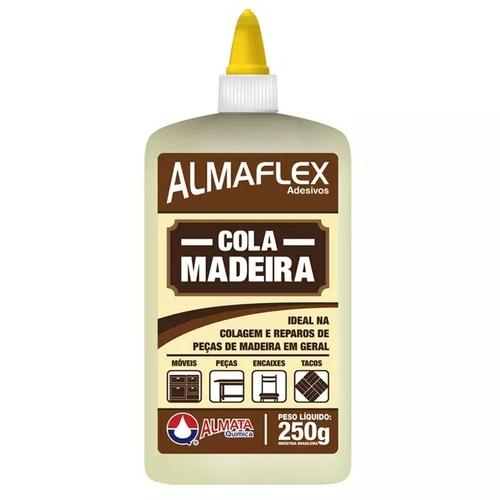 ALMAFLEX
Adesivos
COLA
MADEIRA
IDEAL NA
COLAGEM E REPAROS DE
PEÇAS DE MADEIRA EM GERAL
MÓVEIS PEÇAS ENCAIXES TACOS
ALMATA
Química
PESO LÍQUIDO:
250g
INDÚSTRIA BRASILEIRA